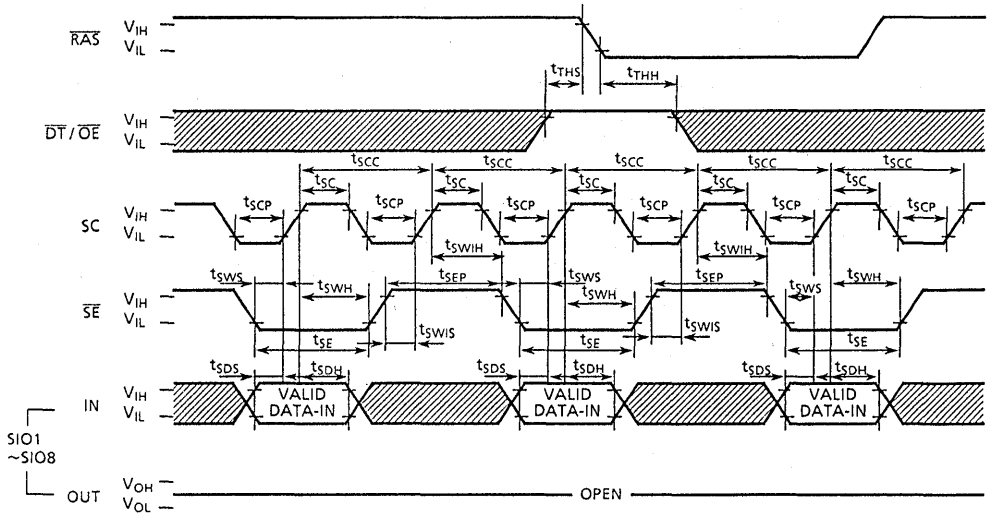 RAS
VIH
VIL
tTHS
tTHH
DT / OE
VIH
VIL
tSCC
tSCC
tSCC
tSCC
tSCC
tSC
tSC
tSC
tSC
tSC
SC
VIH
VIL
tSCP
tSCP
tSCP
tSCP
tSCP
tSCP
tSWIH
tSWIH
SE
VIH
VIL
tSWS
tSWH
tSEP
tSWS
tSWH
tSEP
tSWS
tSWH
tSE
tSWIS
tSE
tSWIS
tSE
tSDS
tSDH
tSDS
tSDH
tSDS
tSDH
IN
VIH
VIL
VALID
DATA-IN
VALID
DATA-IN
VALID
DATA-IN
SIO1
~SIO8
OUT
VOH
VOL
OPEN